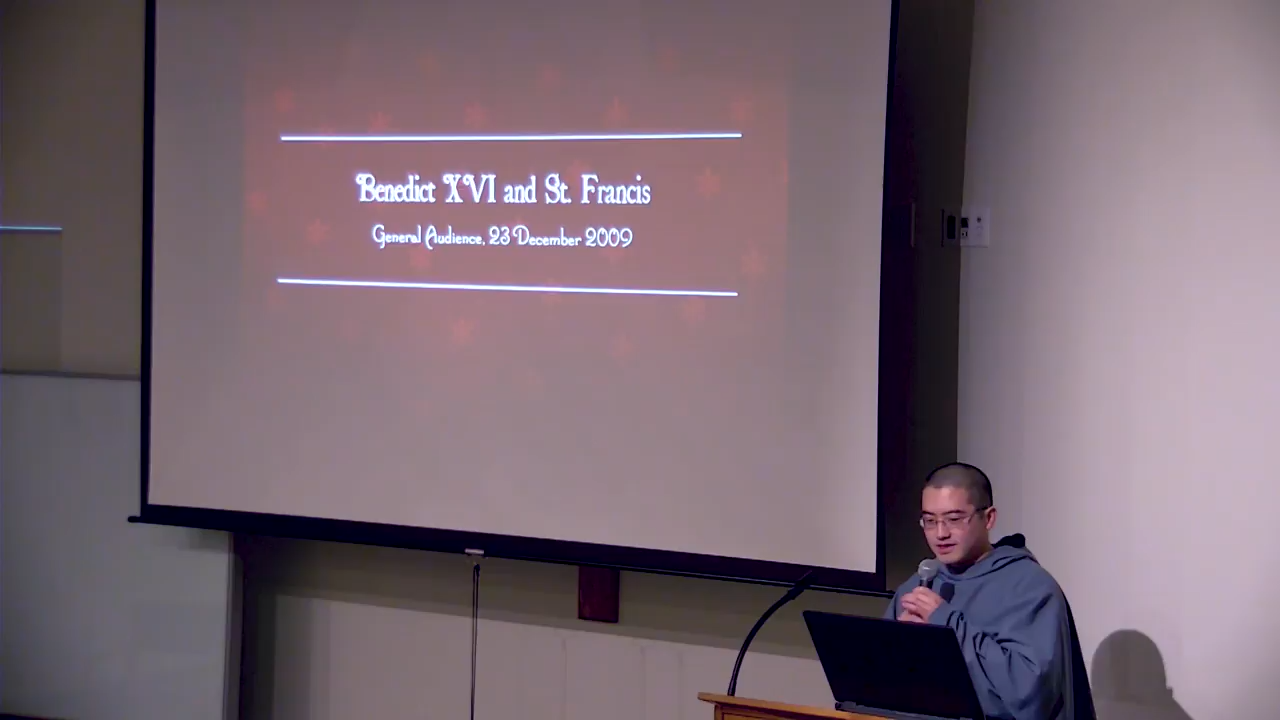 Benedict XVI and St. Francis
General Audience, 23 December 2009